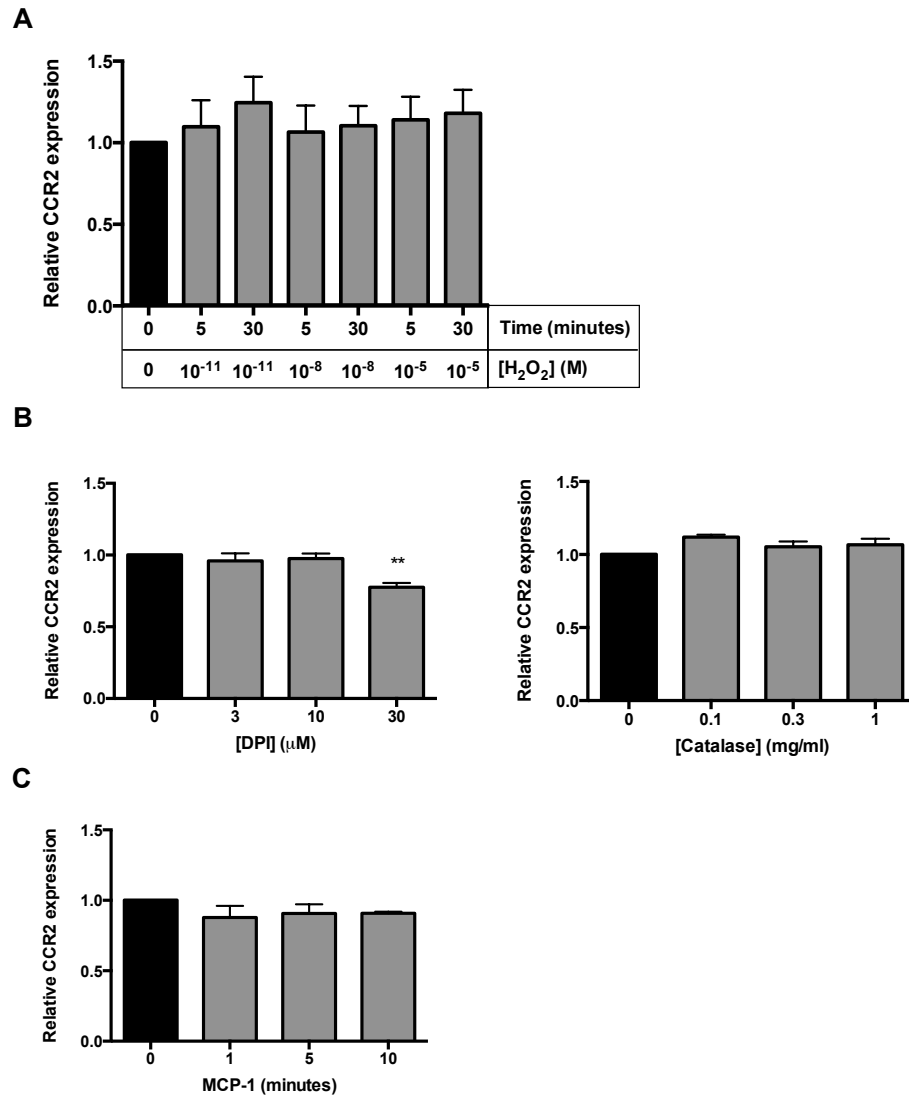 A
Relative CCR2 expression
1.5
1.0
0.5
0.0
0 5 30 5 30 5 30 Time (minutes)
0 10⁻¹¹ 10⁻¹¹ 10⁻⁸ 10⁻⁸ 10⁻⁵ 10⁻⁵ [H₂O₂] (M)
B
Relative CCR2 expression
1.5
1.0
0.5
0.0
**
0 3 10 30
[DPI] (μM)
Relative CCR2 expression
1.5
1.0
0.5
0.0
0 0.1 0.3 1
[Catalase] (mg/ml)
C
Relative CCR2 expression
1.5
1.0
0.5
0.0
0 1 5 10
MCP-1 (minutes)